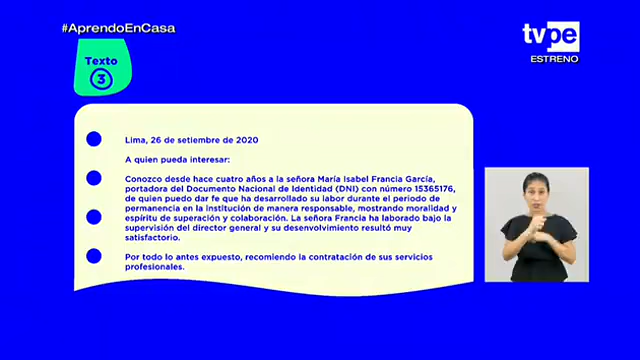 #AprendoEnCasa
tvpe
ESTRENO
Texto
3
Lima, 26 de setiembre de 2020
A quien pueda interesar:
Conozco desde hace cuatro años a la señora María Isabel Francia García,
portadora del Documento Nacional de Identidad (DNI) con número 15365176,
de quien puedo dar fe que ha desarrollado su labor durante el periodo de
permanencia en la institución de manera responsable, mostrando moralidad y
espíritu de superación y colaboración. La señora Francia ha laborado bajo la
supervisión del director general y su desenvolvimiento resultó muy
satisfactorio.
Por todo lo antes expuesto, recomiendo la contratación de sus servicios
profesionales.